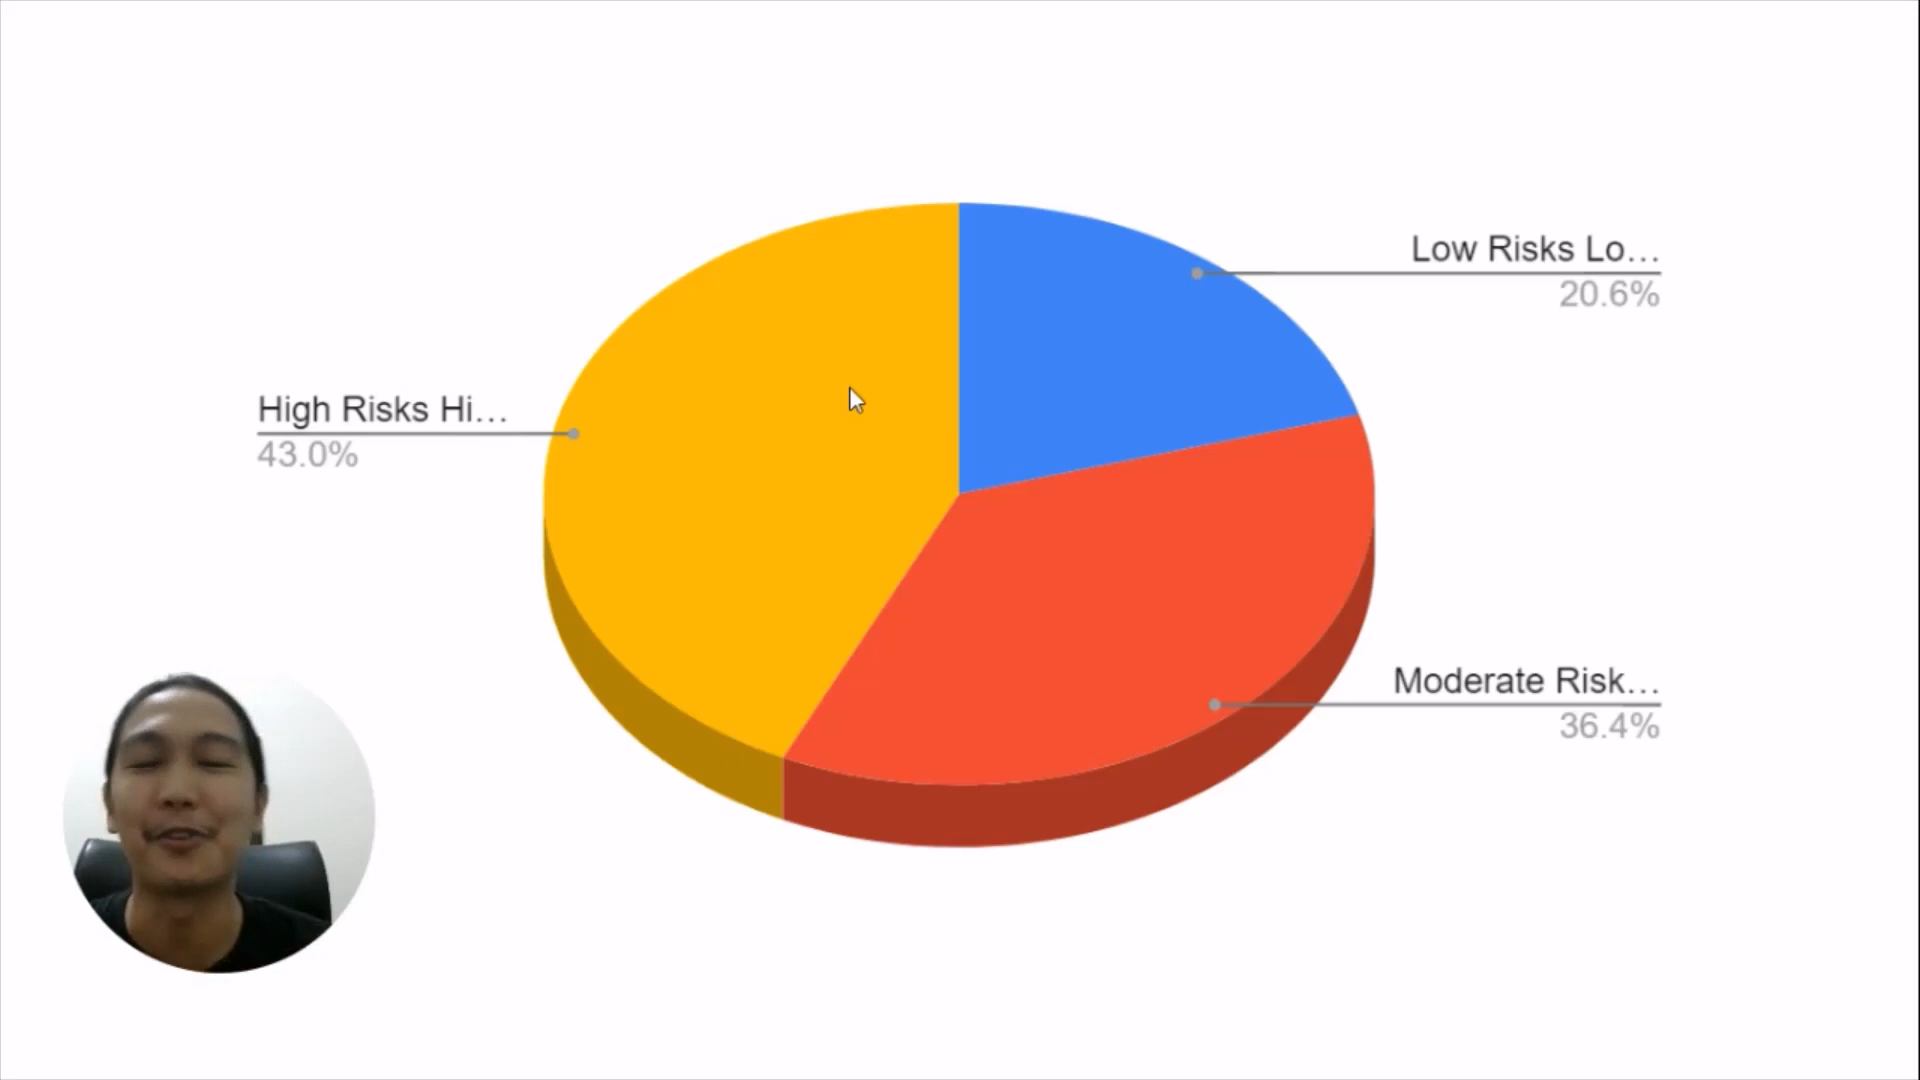 Low Risks Lo…
20.6%
High Risks Hi…
43.0%
Moderate Risk…
36.4%